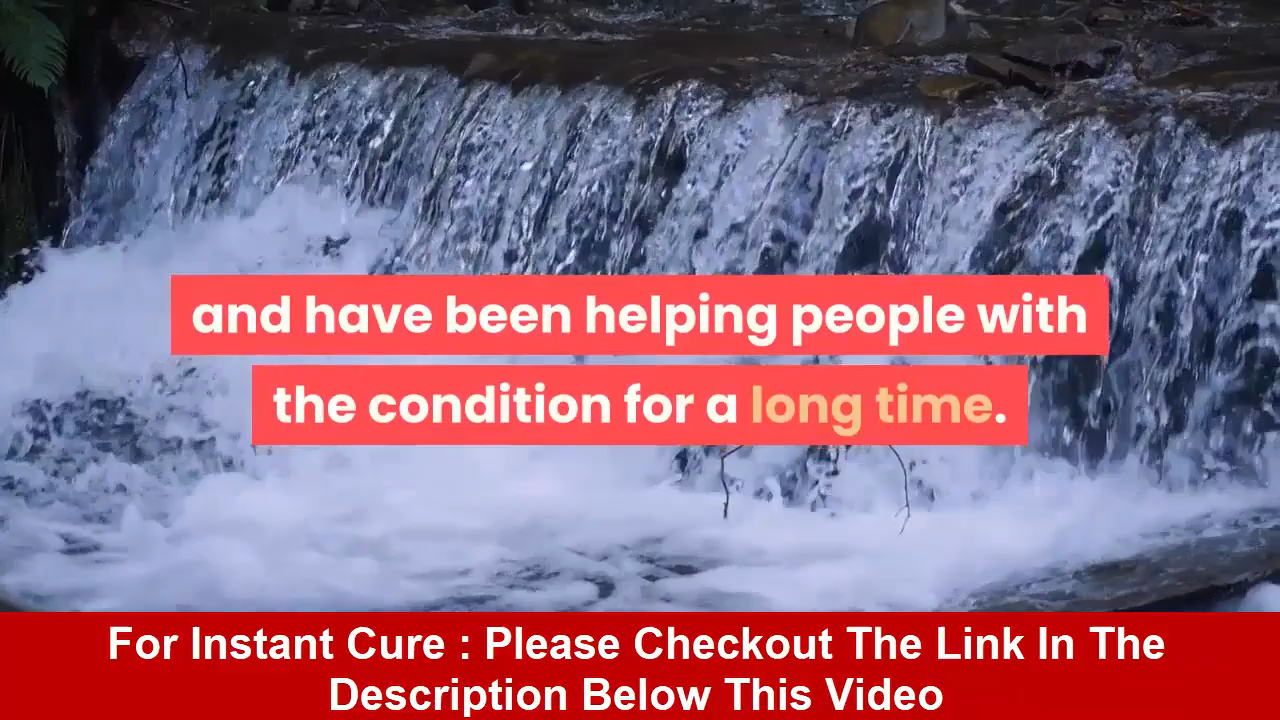 and have been helping people with
the condition for a long time.
For Instant Cure : Please Checkout The Link In The
Description Below This Video